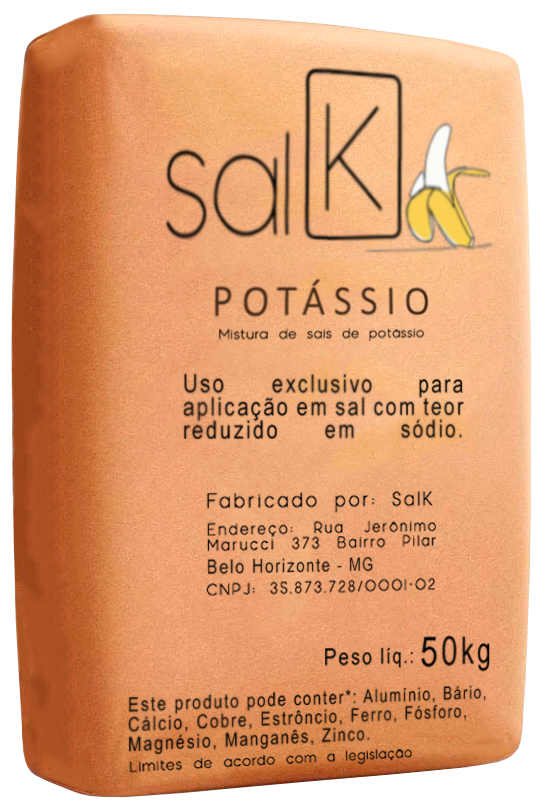 salK
POTÁSSIO
Mistura de sais de potássio
Uso exclusivo para
aplicação em sal com teor
reduzido em sódio.
Fabricado por: SalK
Endereço: Rua Jerônimo
Marucci 373 Bairro Pilar
Belo Horizonte - MG
CNPJ: 35.873.728/0001-02
Peso líq.: 50kg
Este produto pode conter*: Alumínio, Bário,
Cálcio, Cobre, Estrôncio, Ferro, Fósforo,
Magnésio, Manganês, Zinco.
Limites de acordo com a legislação